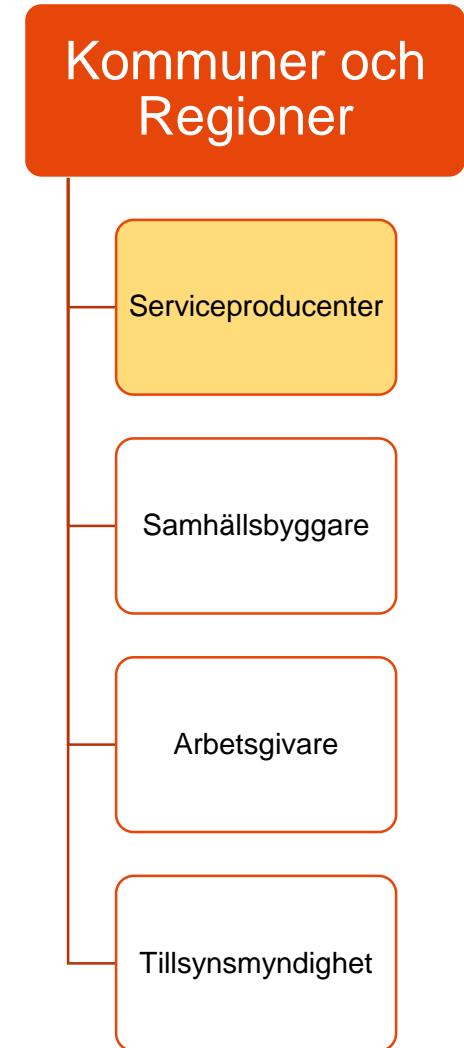 Kommuner och
Regioner
Serviceproducenter
Samhällsbyggare
Arbetsgivare
Tillsynsmyndighet